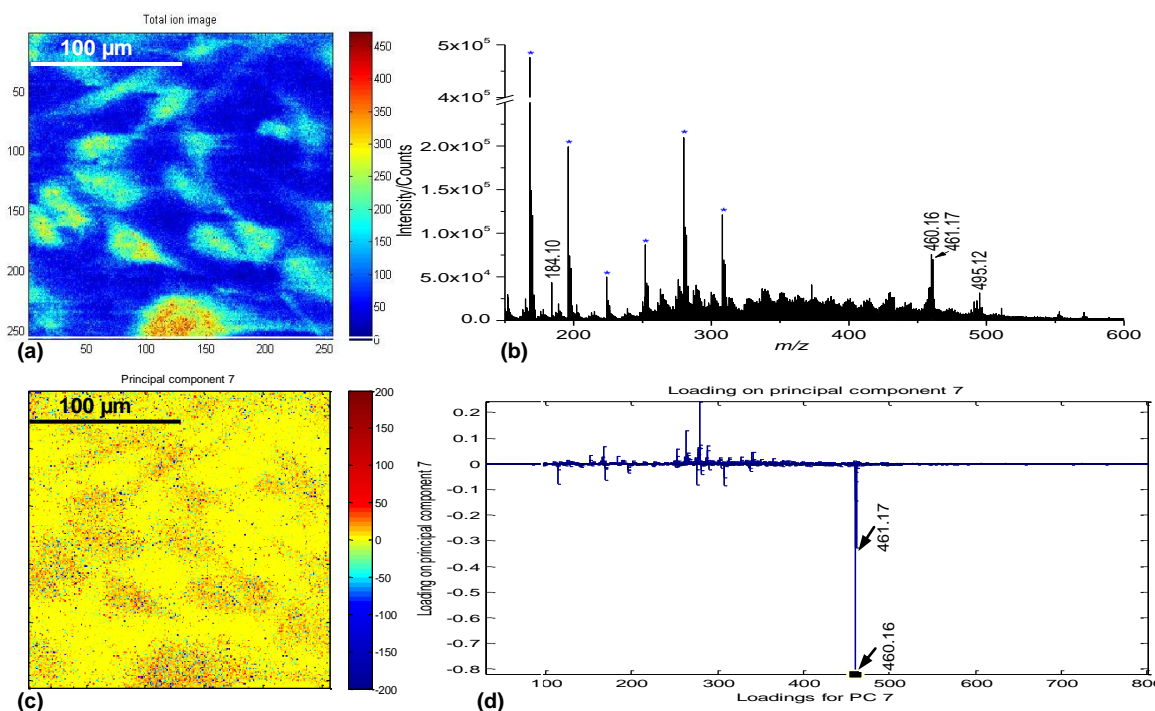 Total ion image
100 µm
50
100
150
200
250
50 100 150 200 250
450
400
350
300
250
200
150
100
50
0
(a)
Intensity/Counts
5x10⁵
4x10⁵
2.0x10⁵
1.5x10⁵
1.0x10⁵
5.0x10⁴
0.0
* * * * * *
184.10
460.16
461.17
495.12
200 300 400 500 600
m/z
(b)
Principal component 7
100 µm
200
150
100
50
0
-50
-100
-150
-200
(c)
Loading on principal component 7
Loading on principal component 7
0.2
0.1
0
-0.1
-0.2
-0.3
-0.4
-0.5
-0.6
-0.7
-0.8
461.17
460.16
100 200 300 400 500 600 700 800
Loadings for PC 7
(d)